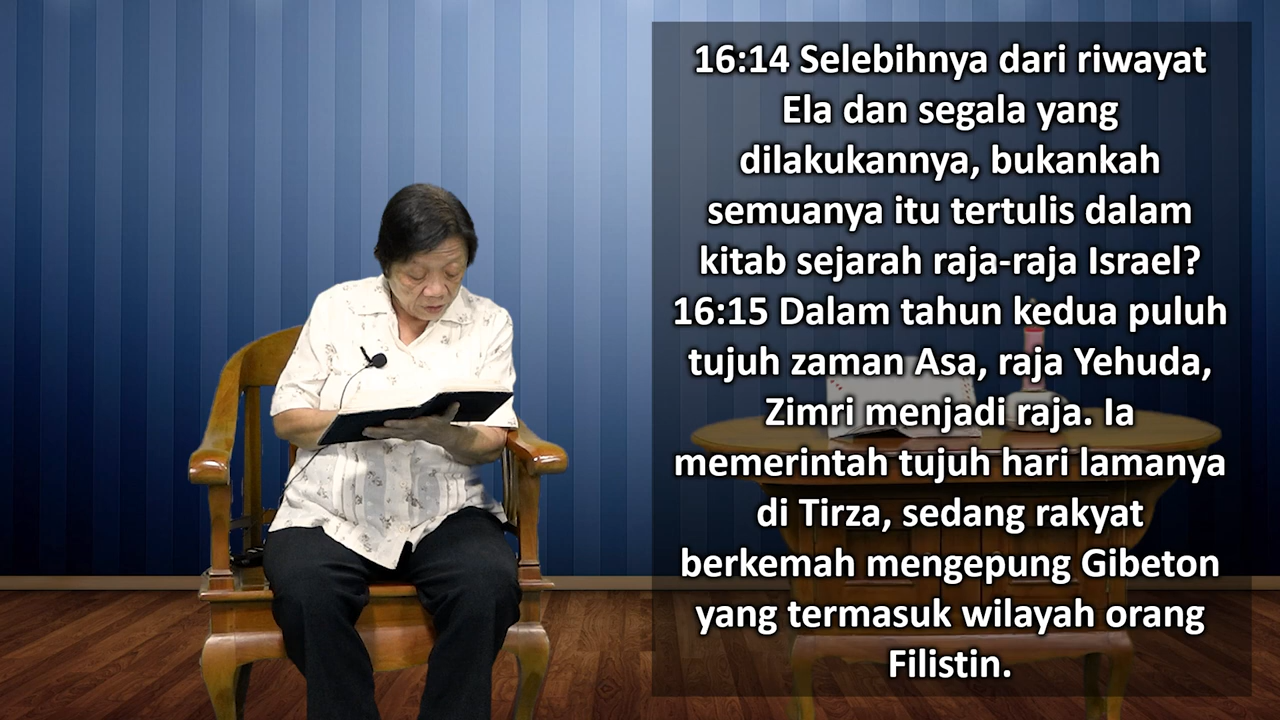 16:14 Selebihnya dari riwayat
Ela dan segala yang
dilakukannya, bukankah
semuanya itu tertulis dalam
kitab sejarah raja-raja Israel?
16:15 Dalam tahun kedua puluh
tujuh zaman Asa, raja Yehuda,
Zimri menjadi raja. Ia
memerintah tujuh hari lamanya
di Tirza, sedang rakyat
berkemah mengepung Gibeton
yang termasuk wilayah orang
Filistin.